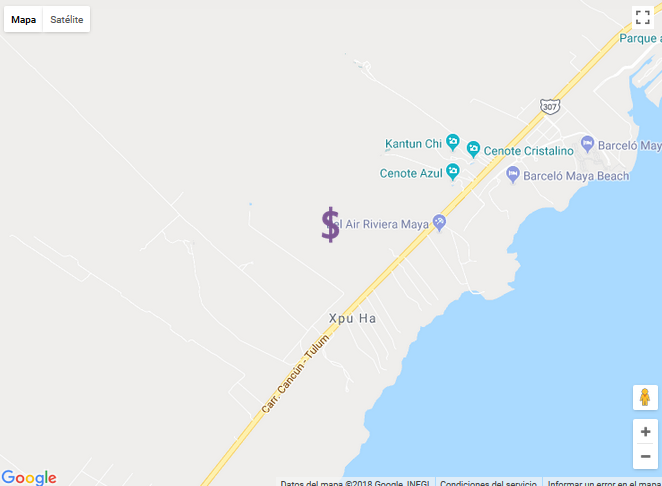 Mapa Satélite
Parque a
307
Kantun Chi
Cenote Cristalino
Barceló May
Cenote Azul
Barceló Maya Beach
$
el Air Riviera Maya
Xpu Ha
Carr. Cancún - Tulum
+
−
Google
Datos del mapa ©2018 Google, INEGI
Condiciones del servicio
Informar un error en el mapa